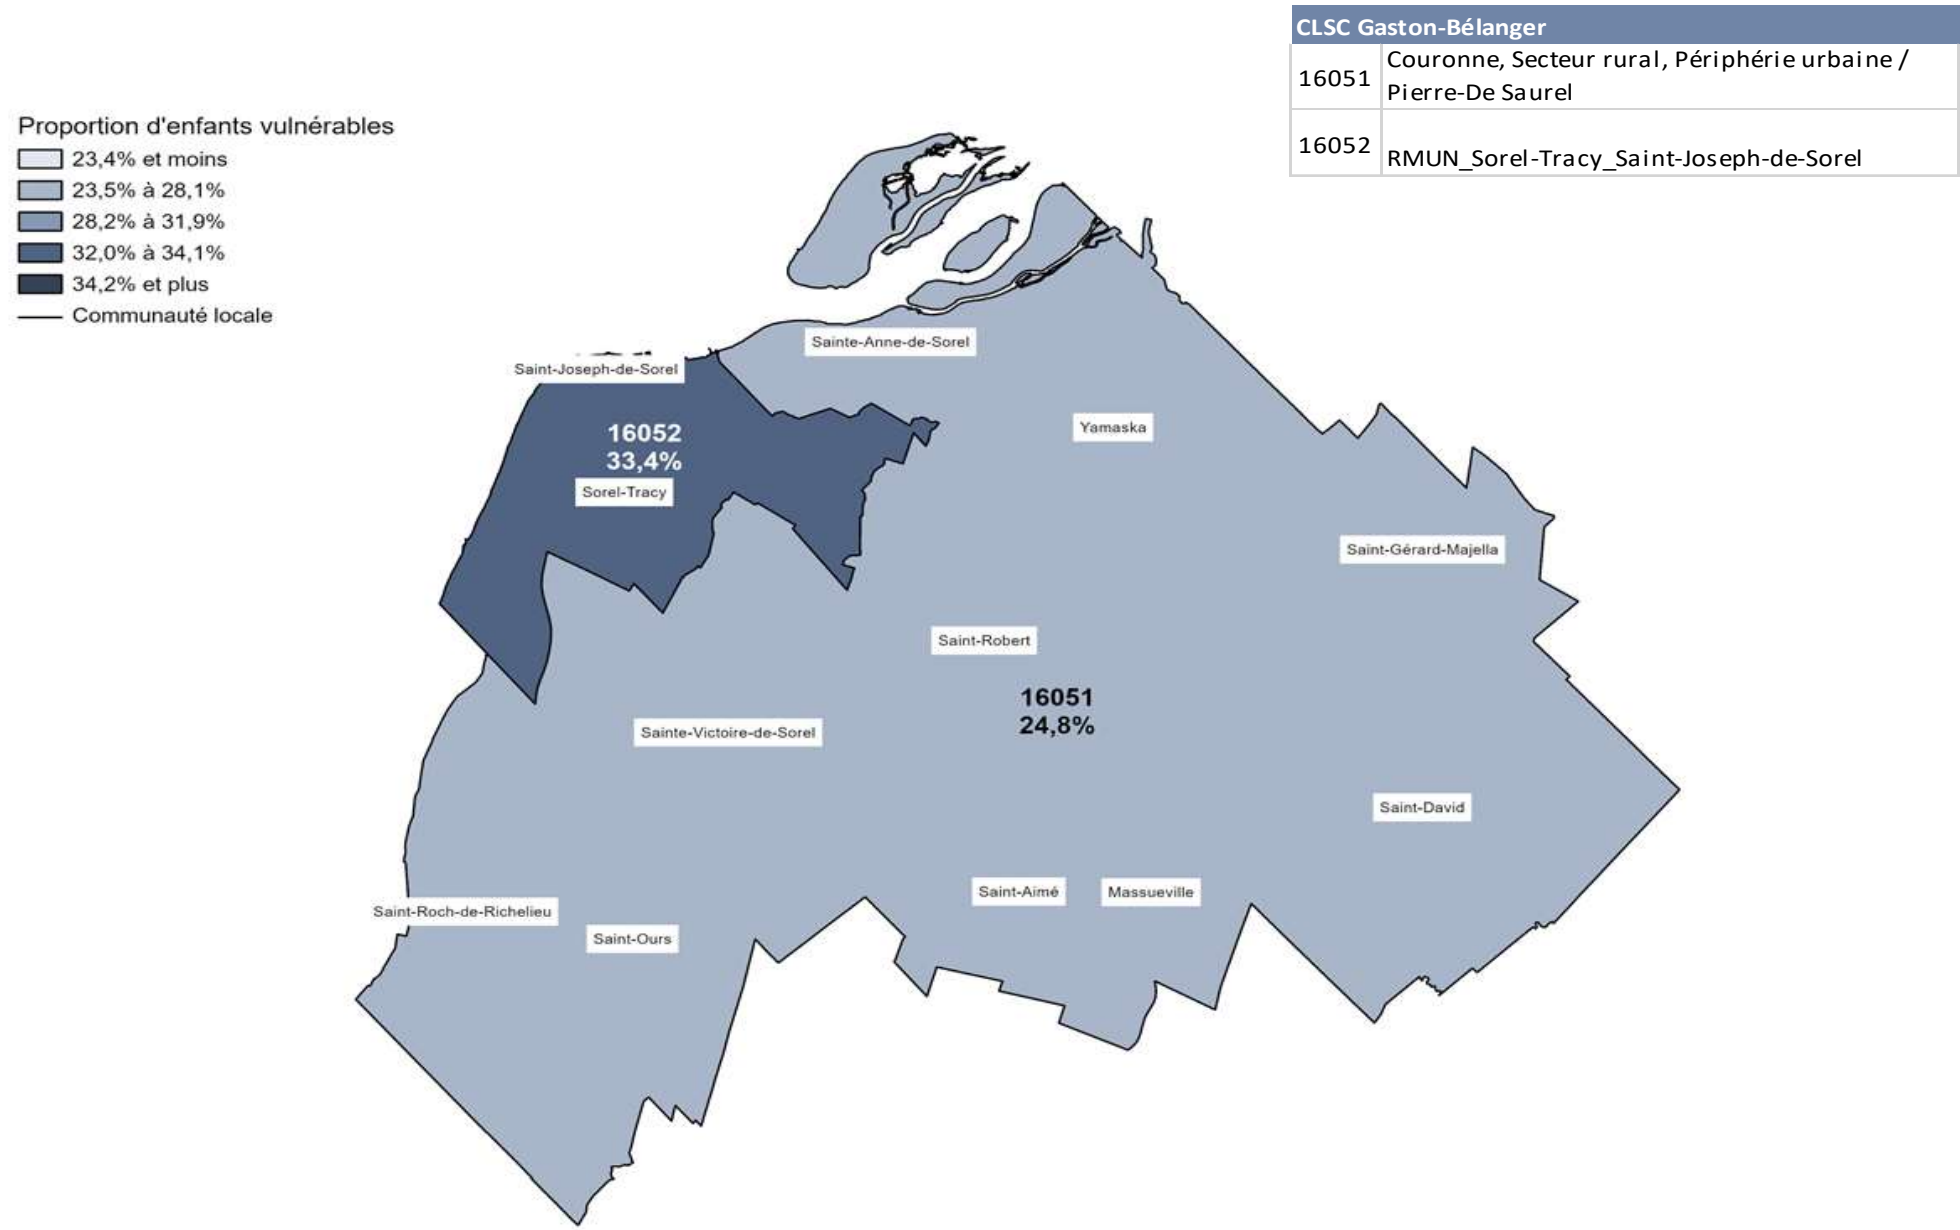 CLSC Gaston-Bélanger
16051
Couronne, Secteur rural, Périphérie urbaine /
Pierre-De Saurel
16052
RMUN_Sorel-Tracy_Saint-Joseph-de-Sorel
Proportion d'enfants vulnérables
23,4% et moins
23,5% à 28,1%
28,2% à 31,9%
32,0% à 34,1%
34,2% et plus
Communauté locale
Sainte-Anne-de-Sorel
Saint-Joseph-de-Sorel
Yamaska
16052
33,4%
Sorel-Tracy
Saint-Gérard-Majella
Saint-Robert
16051
24,8%
Sainte-Victoire-de-Sorel
Saint-David
Saint-Aimé
Massueville
Saint-Roch-de-Richelieu
Saint-Ours